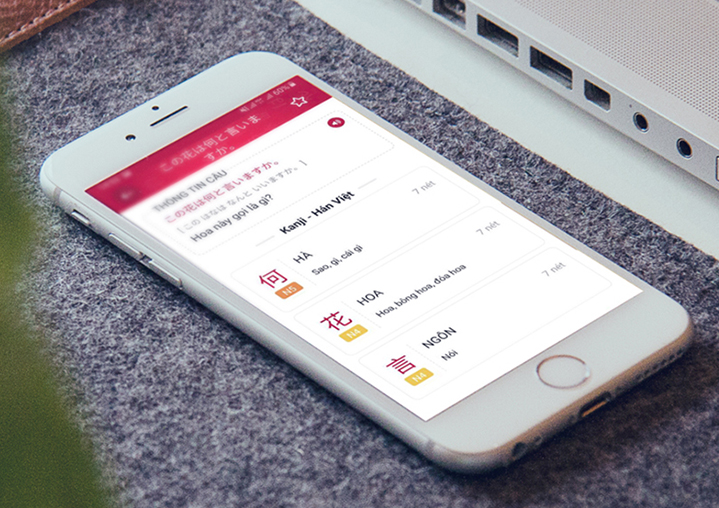 60%
この花は何と言いま
すか。
THÔNG TIN CÂU
この花は何と言いますか。
[ この はなは なんと いいますか。 ]
Hoa này gọi là gì?
Kanji - Hán Việt
何
N5
HÀ
Sao, gì, cái gì
7 nét
花
N4
HOA
Hoa, bông hoa, đóa hoa
7 nét
言
N4
NGÔN
Nói
7 nét